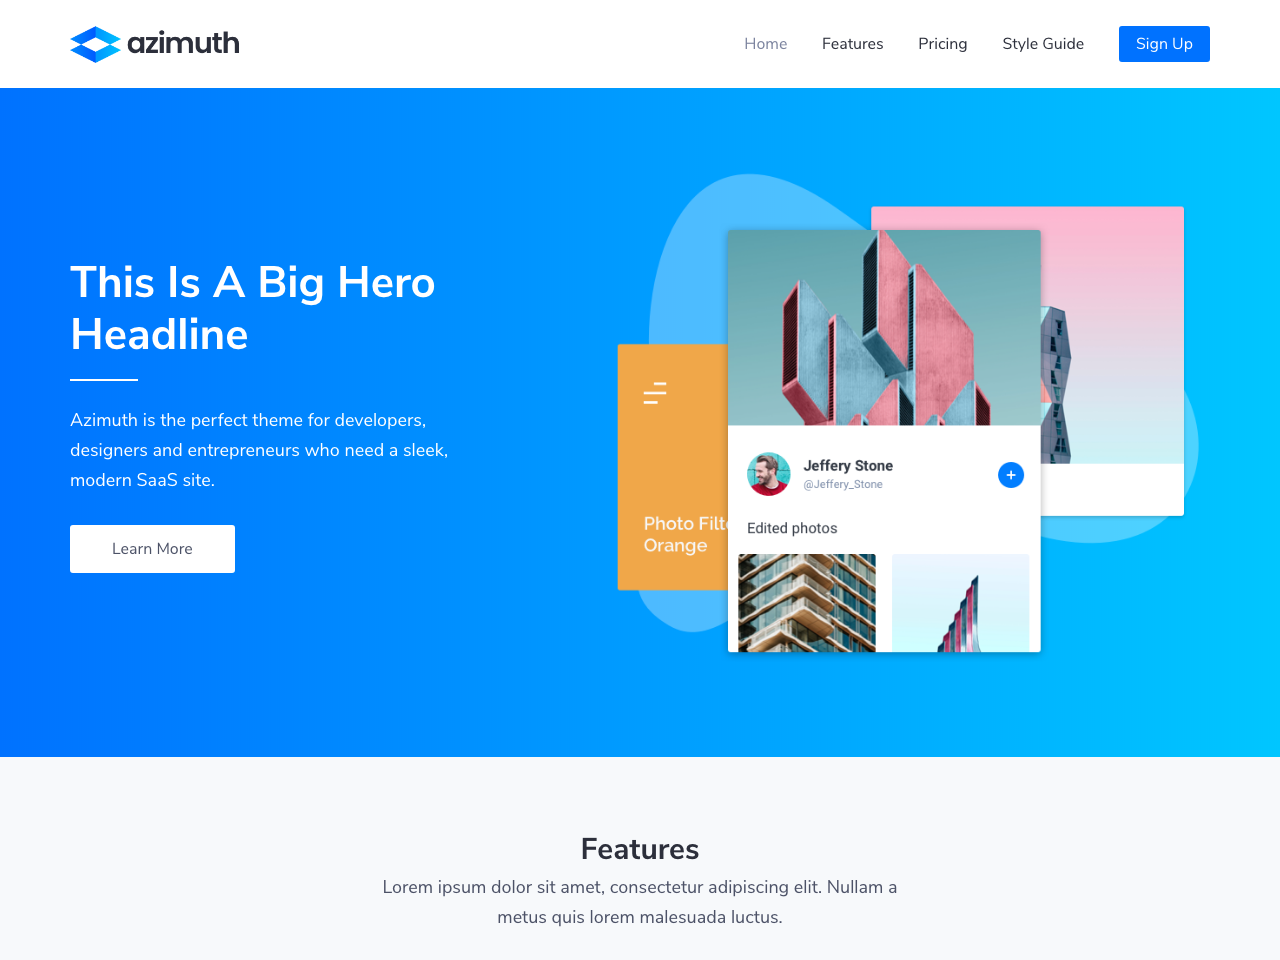 azimuth
Home
Features
Pricing
Style Guide
Sign Up
This Is A Big Hero
Headline
Azimuth is the perfect theme for developers,
designers and entrepreneurs who need a sleek,
modern SaaS site.
Learn More
Photo Filt
Orange
Jeffery Stone
@Jeffery_Stone
+
Edited photos
Features
Lorem ipsum dolor sit amet, consectetur adipiscing elit. Nullam a
metus quis lorem malesuada luctus.